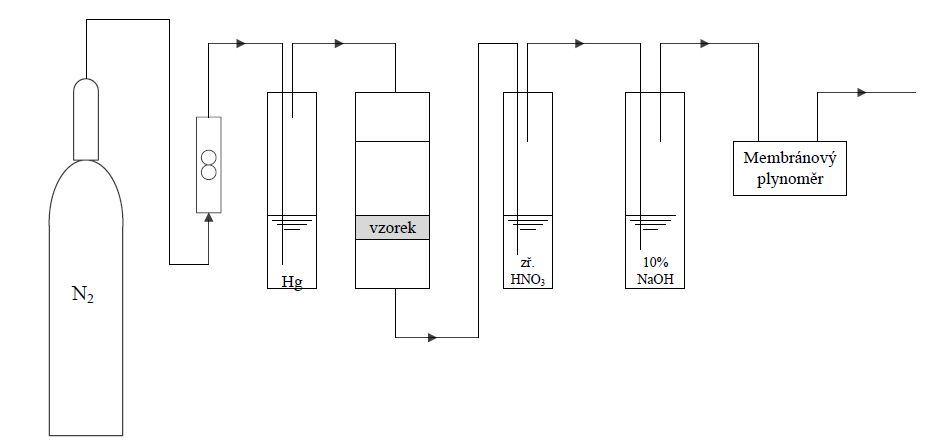 N₂
Hg
vzorek
zř.
HNO₃
10%
NaOH
Membránový
plynoměr